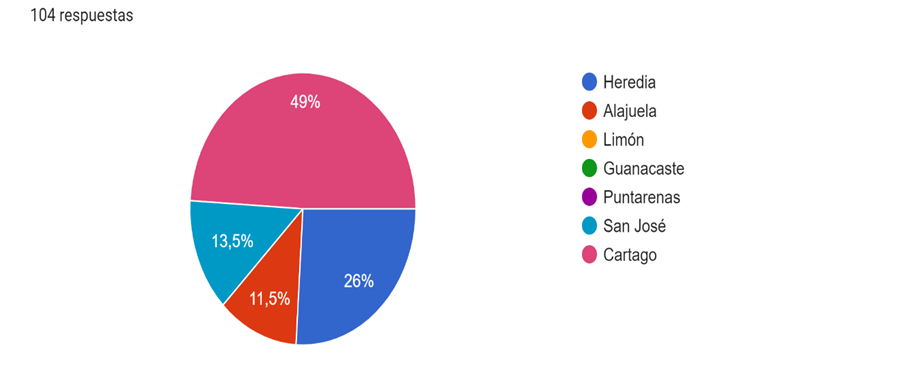 104 respuestas
49%
13,5%
11,5%
26%
Heredia
Alajuela
Limón
Guanacaste
Puntarenas
San José
Cartago